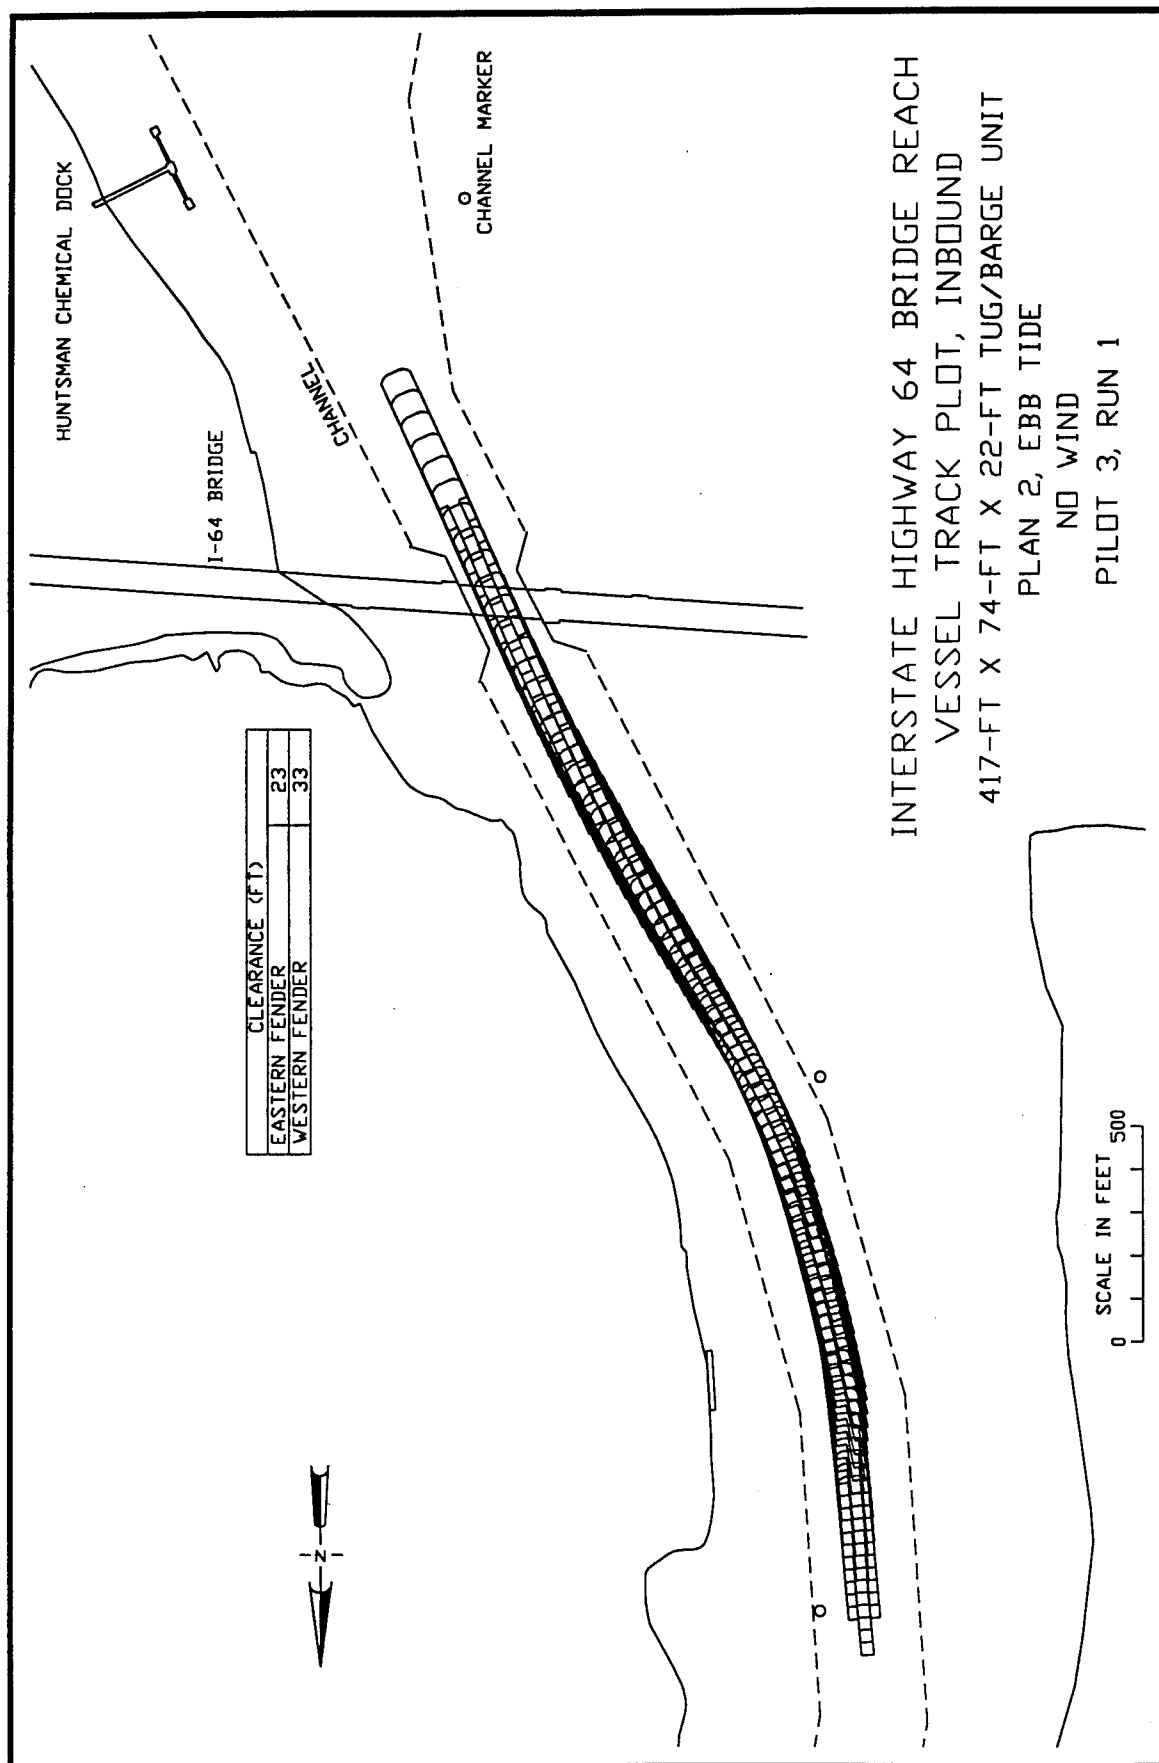 HUNTSMAN CHEMICAL DOCK
CHANNEL MARKER
CHANNEL
I-64 BRIDGE
CLEARANCE (FT)
EASTERN FENDER 23
WESTERN FENDER 33
N
SCALE IN FEET
0 500
INTERSTATE HIGHWAY 64 BRIDGE REACH
VESSEL TRACK PLOT, INBOUND
417-FT X 74-FT X 22-FT TUG/BARGE UNIT
PLAN 2, EBB TIDE
NO WIND
PILOT 3, RUN 1